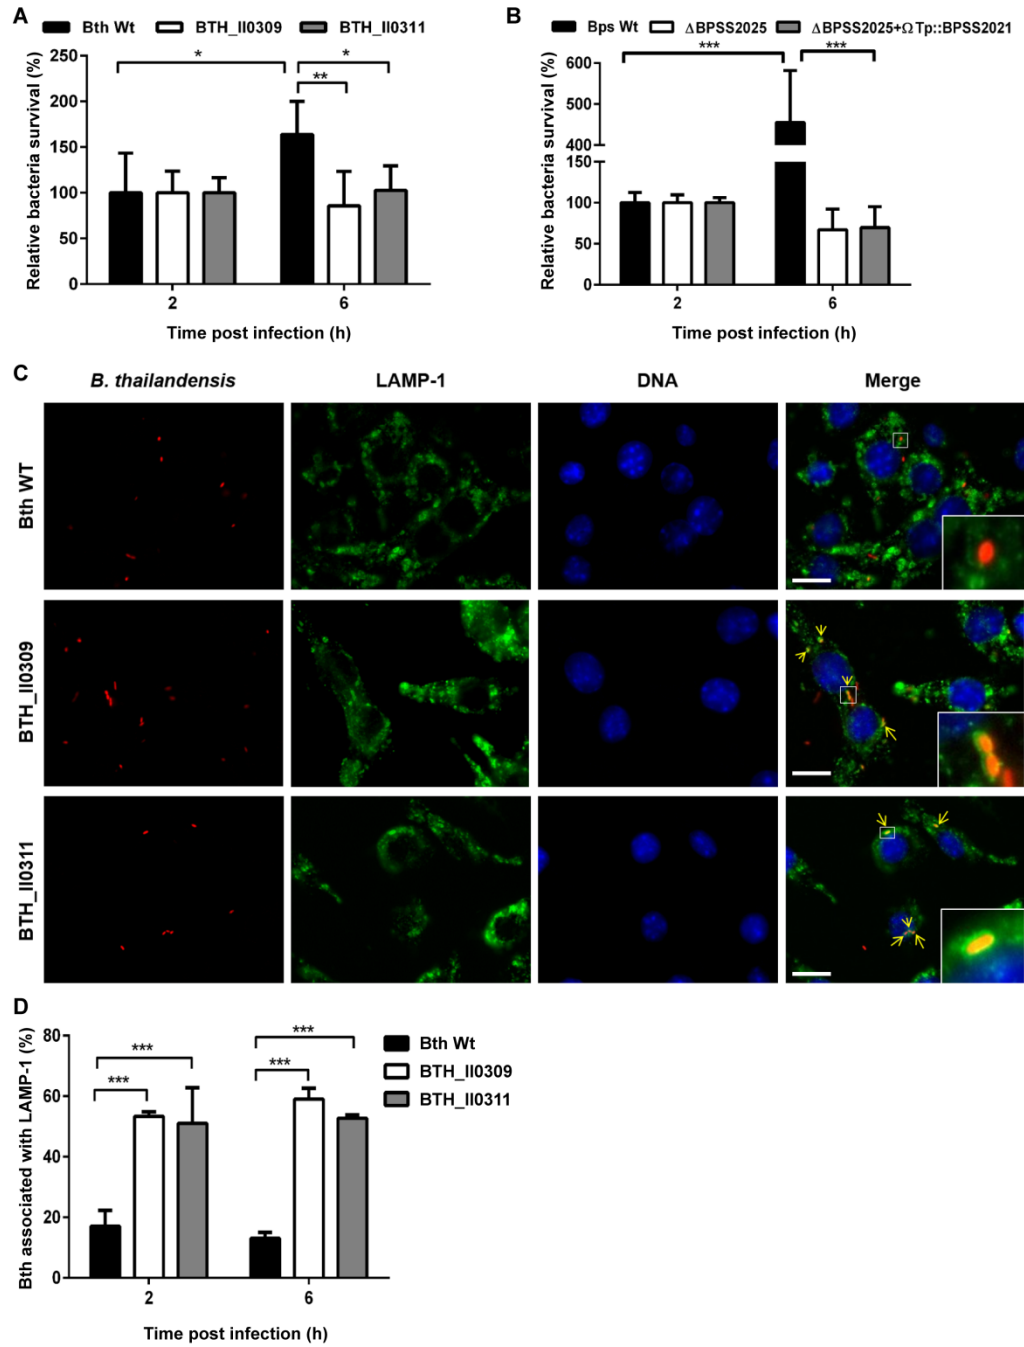 A
Bth Wt BTH_II0309 BTH_II0311
Relative bacteria survival (%)
250
200
150
100
50
0
* * **
2 6
Time post infection (h)
B
Bps Wt ΔBPSS2025 ΔBPSS2025+ΩTp::BPSS2021
Relative bacteria survival (%)
600
500
400
150
100
50
0
*** ***
2 6
Time post infection (h)
C
B. thailandensis LAMP-1 DNA Merge
Bth WT
BTH_II0309
BTH_II0311
D
Bth associated with LAMP-1 (%)
80
60
40
20
0
*** ***
*** ***
Bth Wt
BTH_II0309
BTH_II0311
2 6
Time post infection (h)